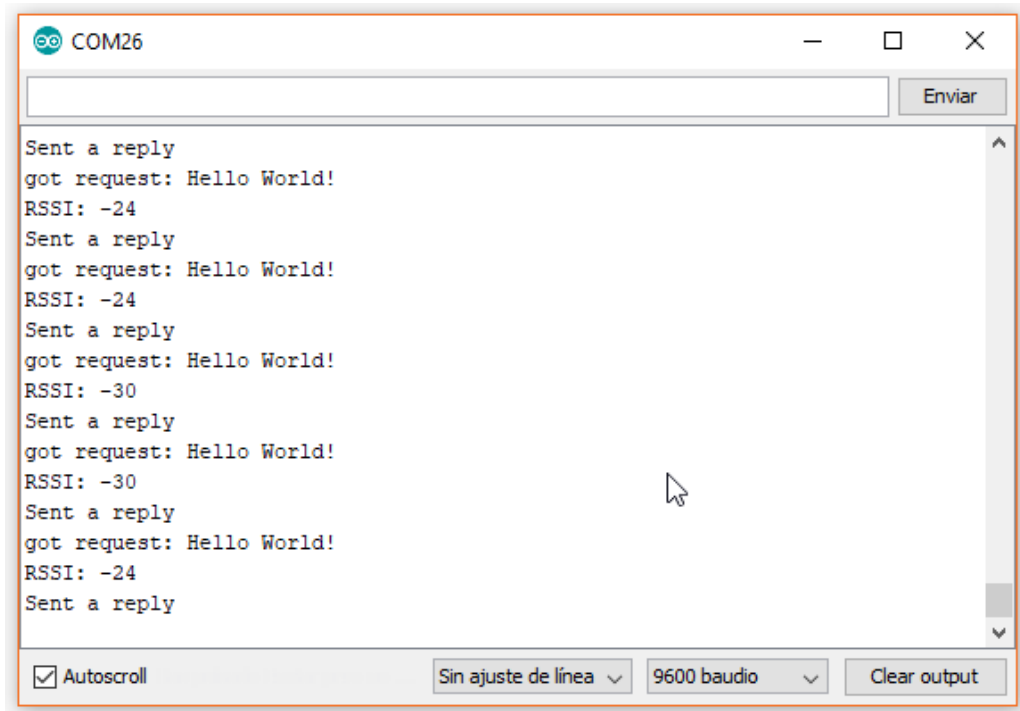 COM26
Enviar
Sent a reply
got request: Hello World!
RSSI: -24
Sent a reply
got request: Hello World!
RSSI: -24
Sent a reply
got request: Hello World!
RSSI: -30
Sent a reply
got request: Hello World!
RSSI: -30
Sent a reply
got request: Hello World!
RSSI: -24
Sent a reply
Autoscroll Sin ajuste de línea 9600 baudio Clear output